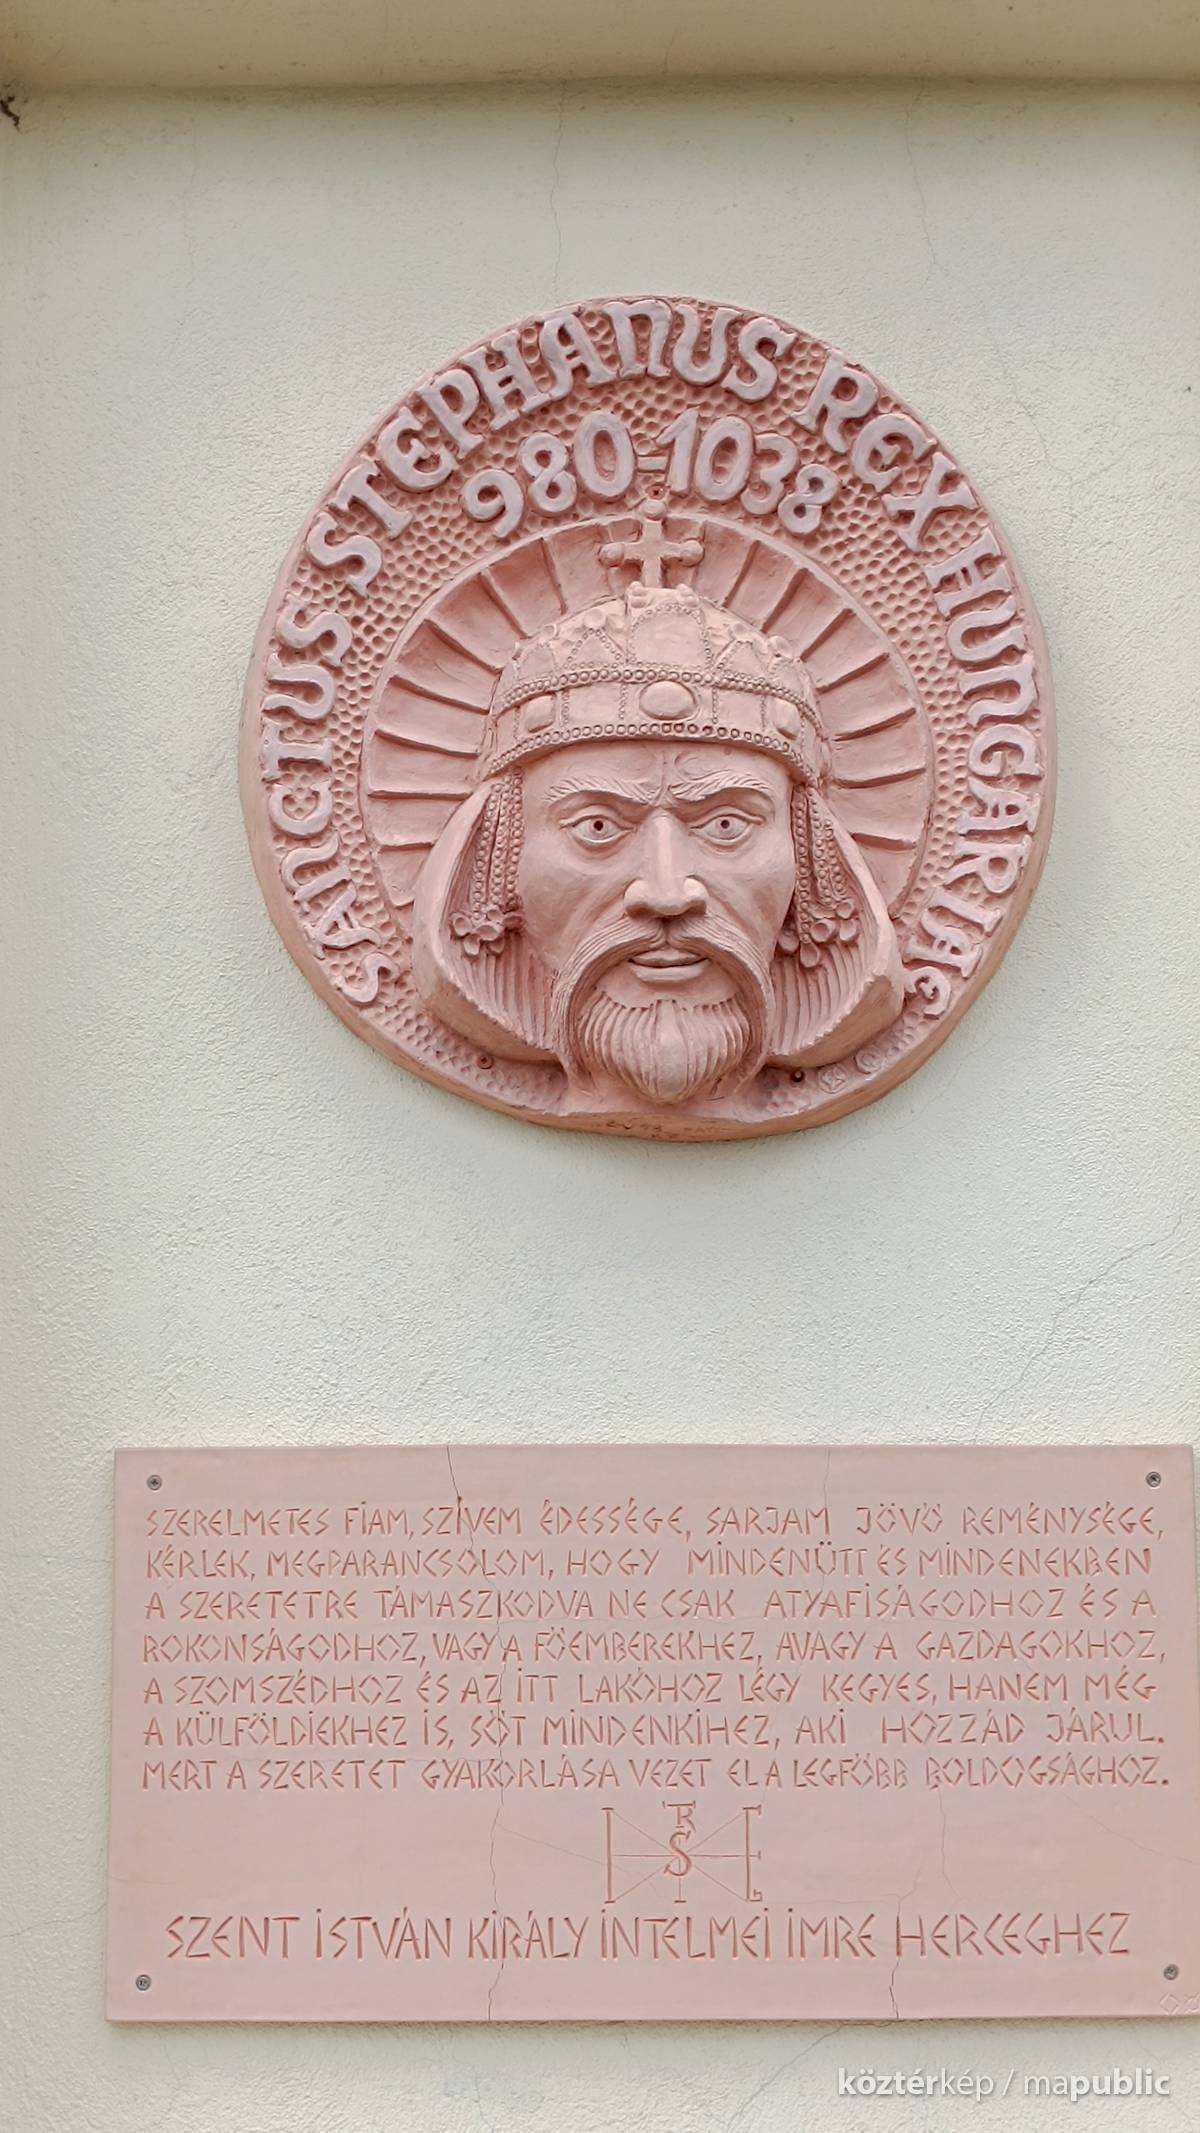 SANCTUS STEPHANUS REX HUNGARIAE
980-1038
SZERELMETES FIAM, SZÍVEM ÉDESSÉGE, SARJAM JÖVŐ REMÉNYSÉGE,
KÉRLEK, MEGPARANCSOLOM, HOGY MINDENÜTT ÉS MINDENEKBEN
A SZERETETRE TÁMASZKODVA NE CSAK ATYAFISÁGODHOZ ÉS A
ROKONSÁGODHOZ, VAGY A FŐEMBEREKHEZ, AVAGY A GAZDAGOKHOZ,
A SZOMSZÉDHOZ ÉS AZ ITT LAKÓHOZ LÉGY KEGYES, HANEM MÉG
A KÜLFÖLDIEKHEZ IS, SŐT MINDENKIHEZ, AKI HOZZÁD JÁRUL.
MERT A SZERETET GYAKORLÁSA VEZET EL A LEGFŐBB BOLDOGSÁGHOZ.
SZENT ISTVÁN KIRÁLY INTELMEI IMRE HERCEGHEZ
köztérkép / mapublic